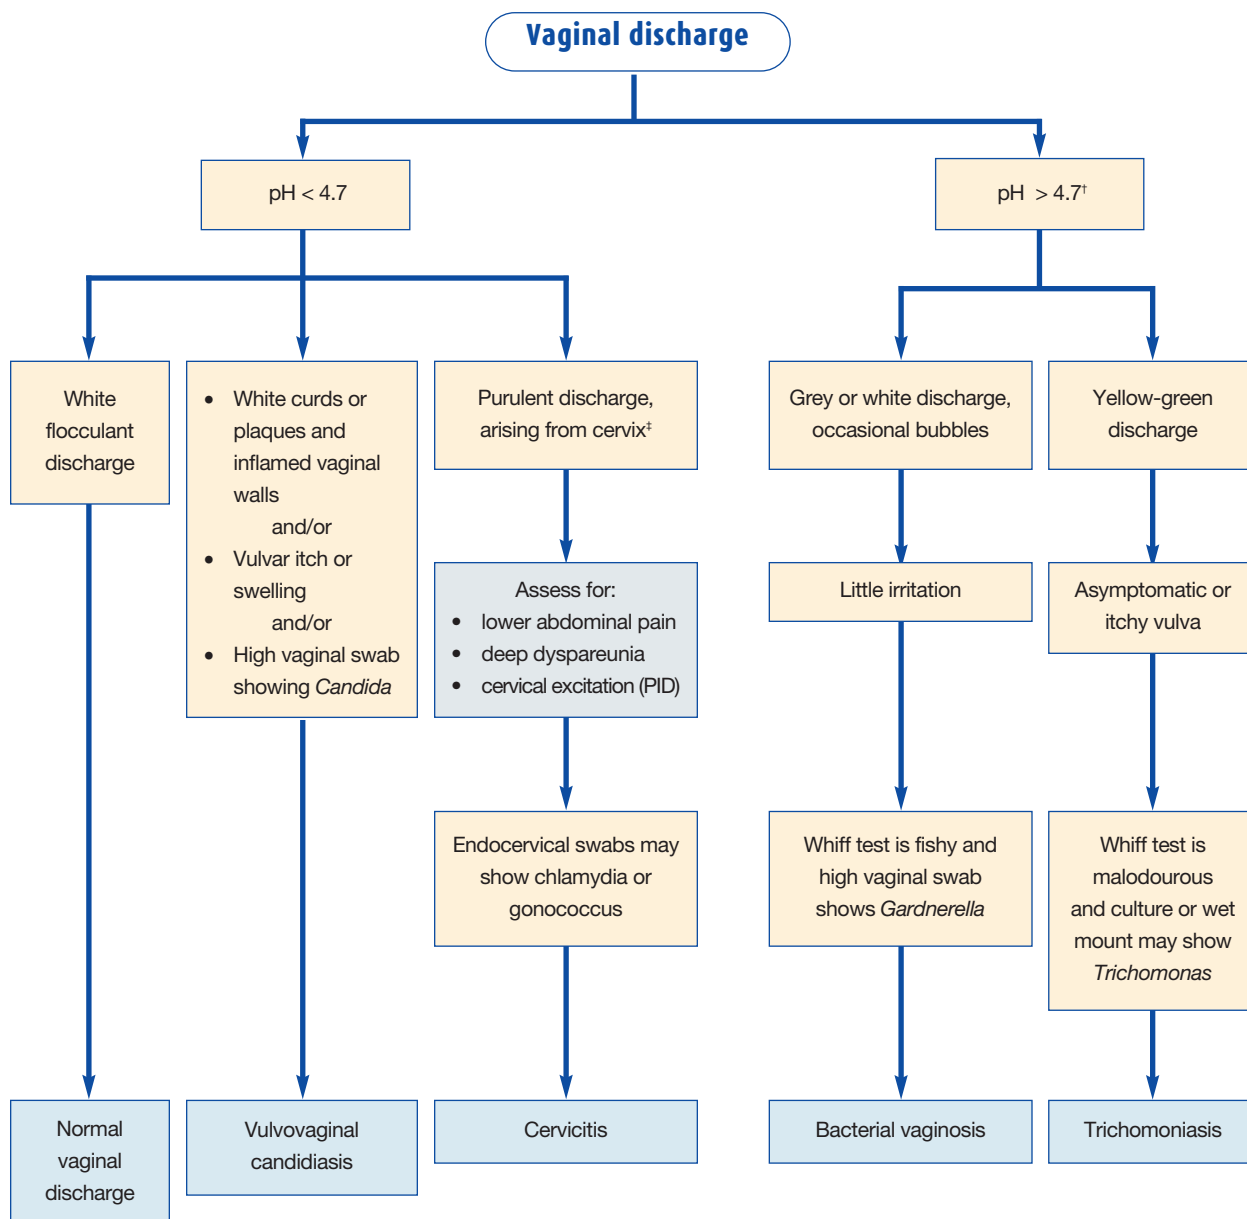 Vaginal discharge
pH < 4.7
pH > 4.7†
White
flocculant
discharge
• White curds or
plaques and
inflamed vaginal
walls
and/or
• Vulvar itch or
swelling
and/or
• High vaginal swab
showing Candida
Purulent discharge,
arising from cervix‡
Grey or white discharge,
occasional bubbles
Yellow-green
discharge
Assess for:
• lower abdominal pain
• deep dyspareunia
• cervical excitation (PID)
Little irritation
Asymptomatic or
itchy vulva
Endocervical swabs may
show chlamydia or
gonococcus
Whiff test is fishy and
high vaginal swab
shows Gardnerella
Whiff test is
malodourous
and culture or wet
mount may show
Trichomonas
Normal
vaginal
discharge
Vulvovaginal
candidiasis
Cervicitis
Bacterial vaginosis
Trichomoniasis